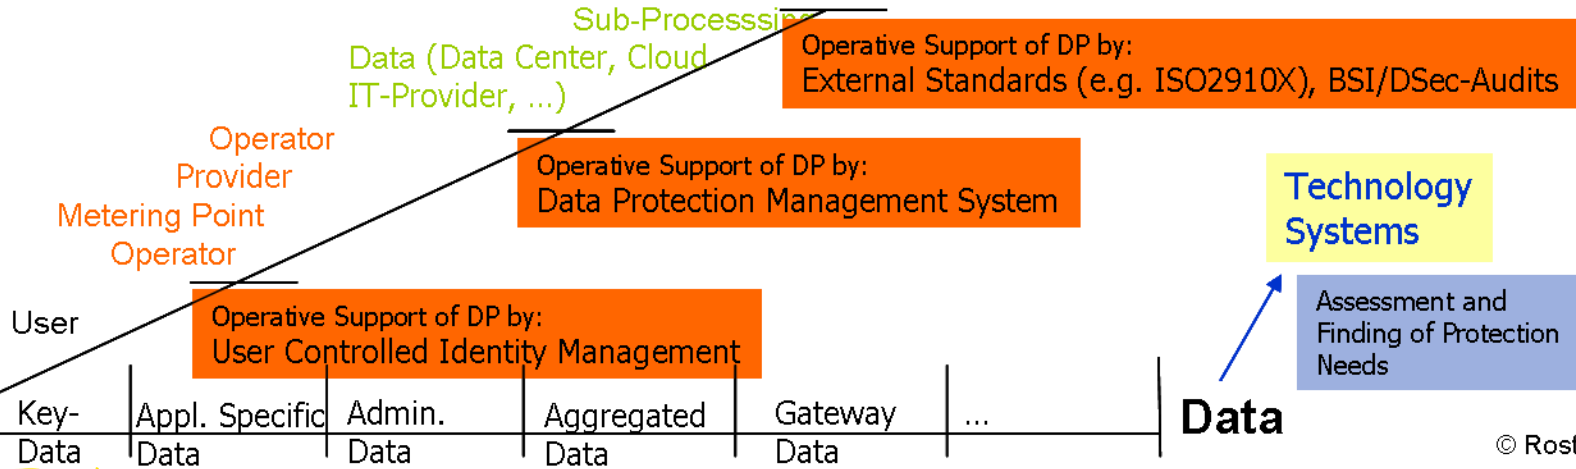 Sub-Processsing
Data (Data Center, Cloud
IT-Provider, ...)
Operative Support of DP by:
External Standards (e.g. ISO2910X), BSI/DSec-Audits
Operator
Provider
Metering Point
Operator
Operative Support of DP by:
Data Protection Management System
Technology
Systems
User
Operative Support of DP by:
User Controlled Identity Management
Assessment and
Finding of Protection
Needs
Key-
Data
Appl. Specific
Data
Admin.
Data
Aggregated
Data
Gateway
Data
...
Data
© Rost